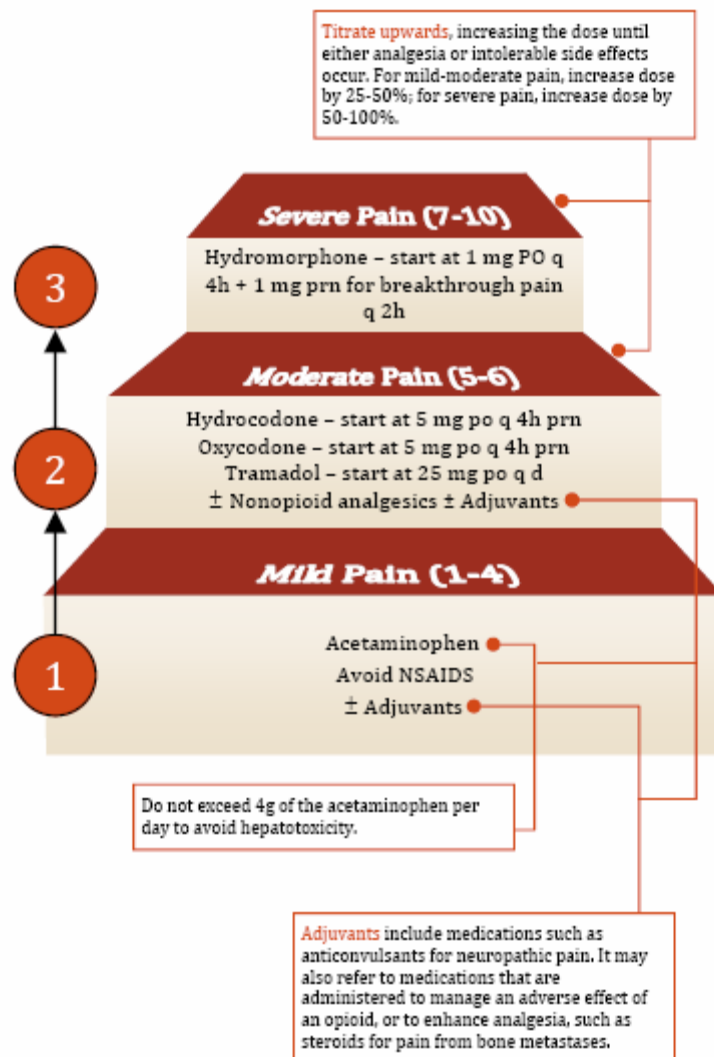 Titrate upwards, increasing the dose until
either analgesia or intolerable side effects
occur. For mild-moderate pain, increase dose
by 25-50%; for severe pain, increase dose by
50-100%.
Severe Pain (7-10)
Hydromorphone – start at 1 mg PO q
4h + 1 mg prn for breakthrough pain
q 2h
3
Moderate Pain (5-6)
Hydrocodone – start at 5 mg po q 4h prn
Oxycodone – start at 5 mg po q 4h prn
Tramadol – start at 25 mg po q d
± Nonopioid analgesics ± Adjuvants
2
Mild Pain (1-4)
Acetaminophen
Avoid NSAIDS
± Adjuvants
1
Do not exceed 4g of the acetaminophen per
day to avoid hepatotoxicity.
Adjuvants include medications such as
anticonvulsants for neuropathic pain. It may
also refer to medications that are
administered to manage an adverse effect of
an opioid, or to enhance analgesia, such as
steroids for pain from bone metastases.